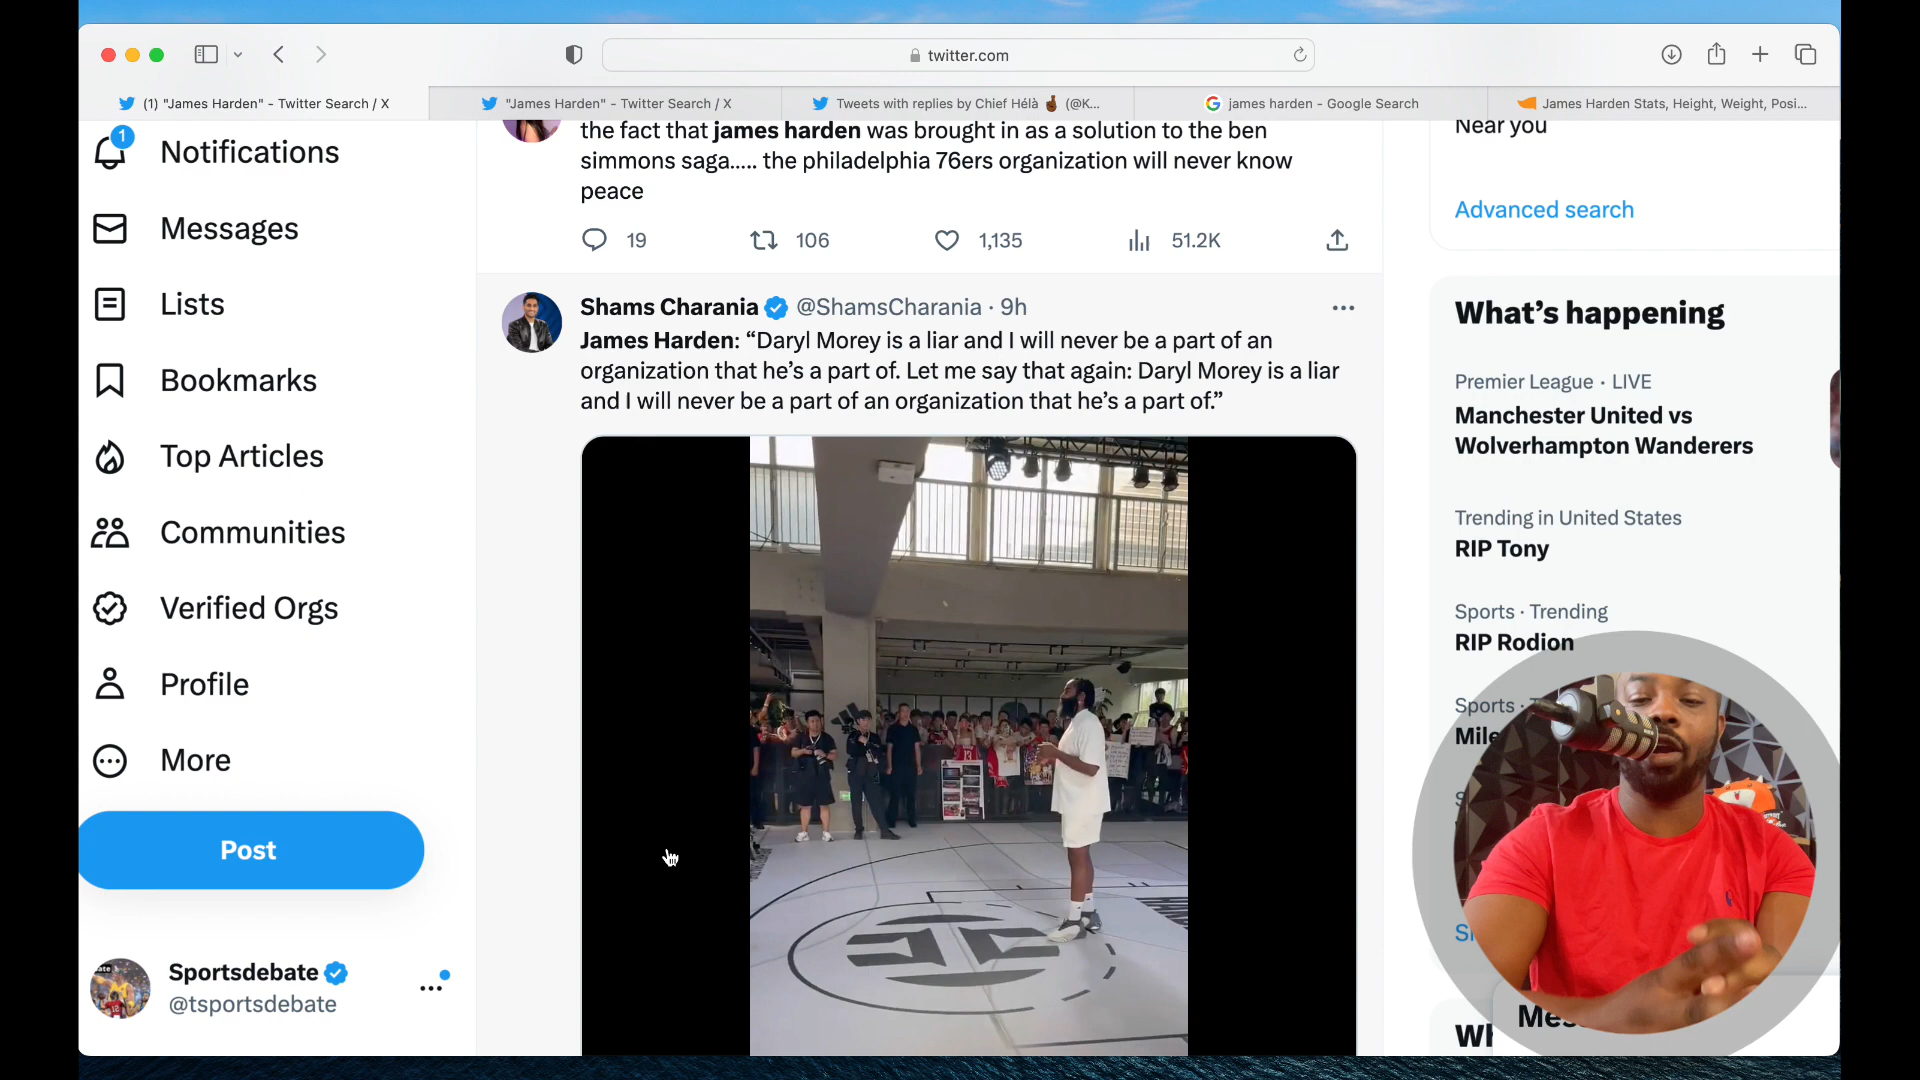 twitter.com
(1) "James Harden" - Twitter Search / X
"James Harden" - Twitter Search / X
james harden - Google Search
James Harden Stats, Height, Weight, Posi...
1
Notifications
Messages
Lists
Bookmarks
Top Articles
Communities
Verified Orgs
Profile
More
Post
Sportsdebate
@tsportsdebate
the fact that james harden was brought in as a solution to the ben
simmons saga..... the philadelphia 76ers organization will never know
peace
19
106
1,135
51.2K
Shams Charania @ShamsCharania · 9h
James Harden: “Daryl Morey is a liar and I will never be a part of an
organization that he’s a part of. Let me say that again: Daryl Morey is a liar
and I will never be a part of an organization that he’s a part of.”
Near you
Advanced search
What’s happening
Premier League · LIVE
Manchester United vs
Wolverhampton Wanderers
Trending in United States
RIP Tony
Sports · Trending
RIP Rodion
Sports ·